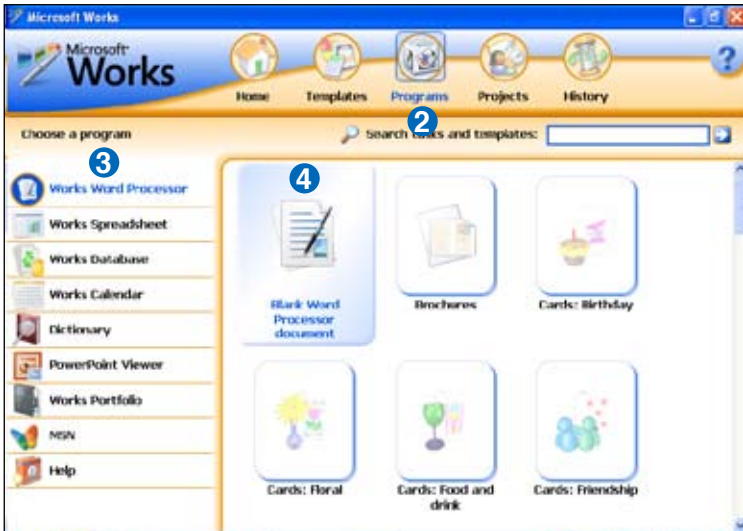 Microsoft Works
Microsoft
Works
Home Templates Programs Projects History
?
2
Choose a program
Search tasks and templates:
3
4
Works Word Processor
Works Spreadsheet
Works Database
Works Calendar
Dictionary
PowerPoint Viewer
Works Portfolio
MSN
Help
Blank Word
Processor
document
Brochures
Cards: Birthday
Cards: Floral
Cards: Food and
drink
Cards: Friendship